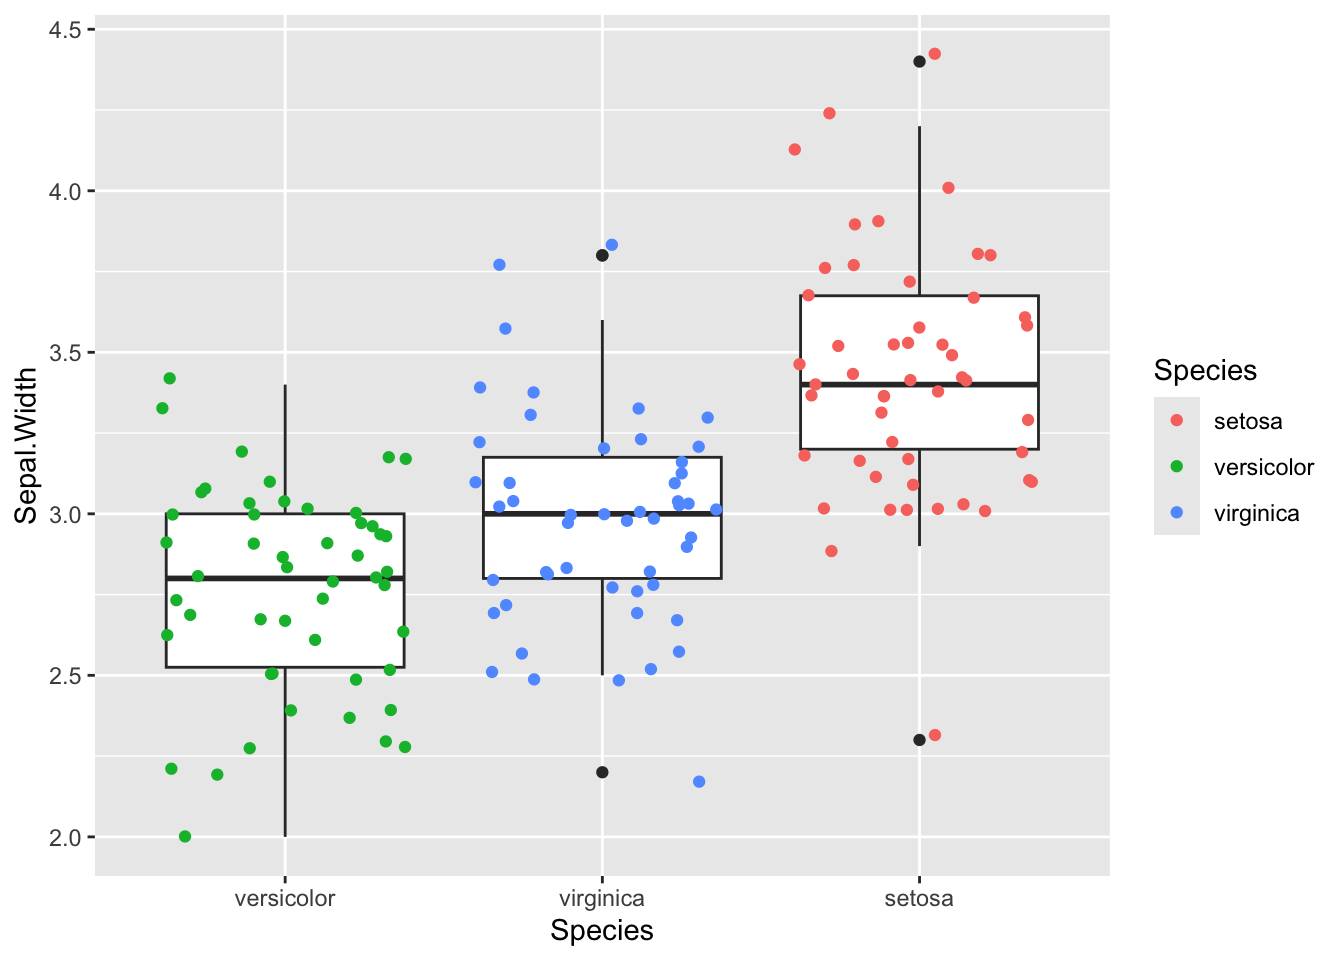 4.5
4.0
3.5
3.0
2.5
2.0
Sepal.Width
versicolor
virginica
setosa
Species
Species
setosa
versicolor
virginica